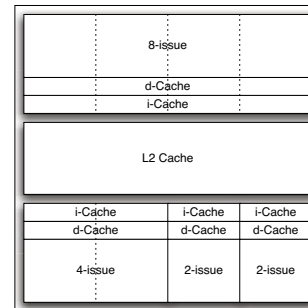 8-issue
d-Cache
i-Cache
L2 Cache
i-Cache i-Cache i-Cache
d-Cache d-Cache d-Cache
4-issue 2-issue 2-issue